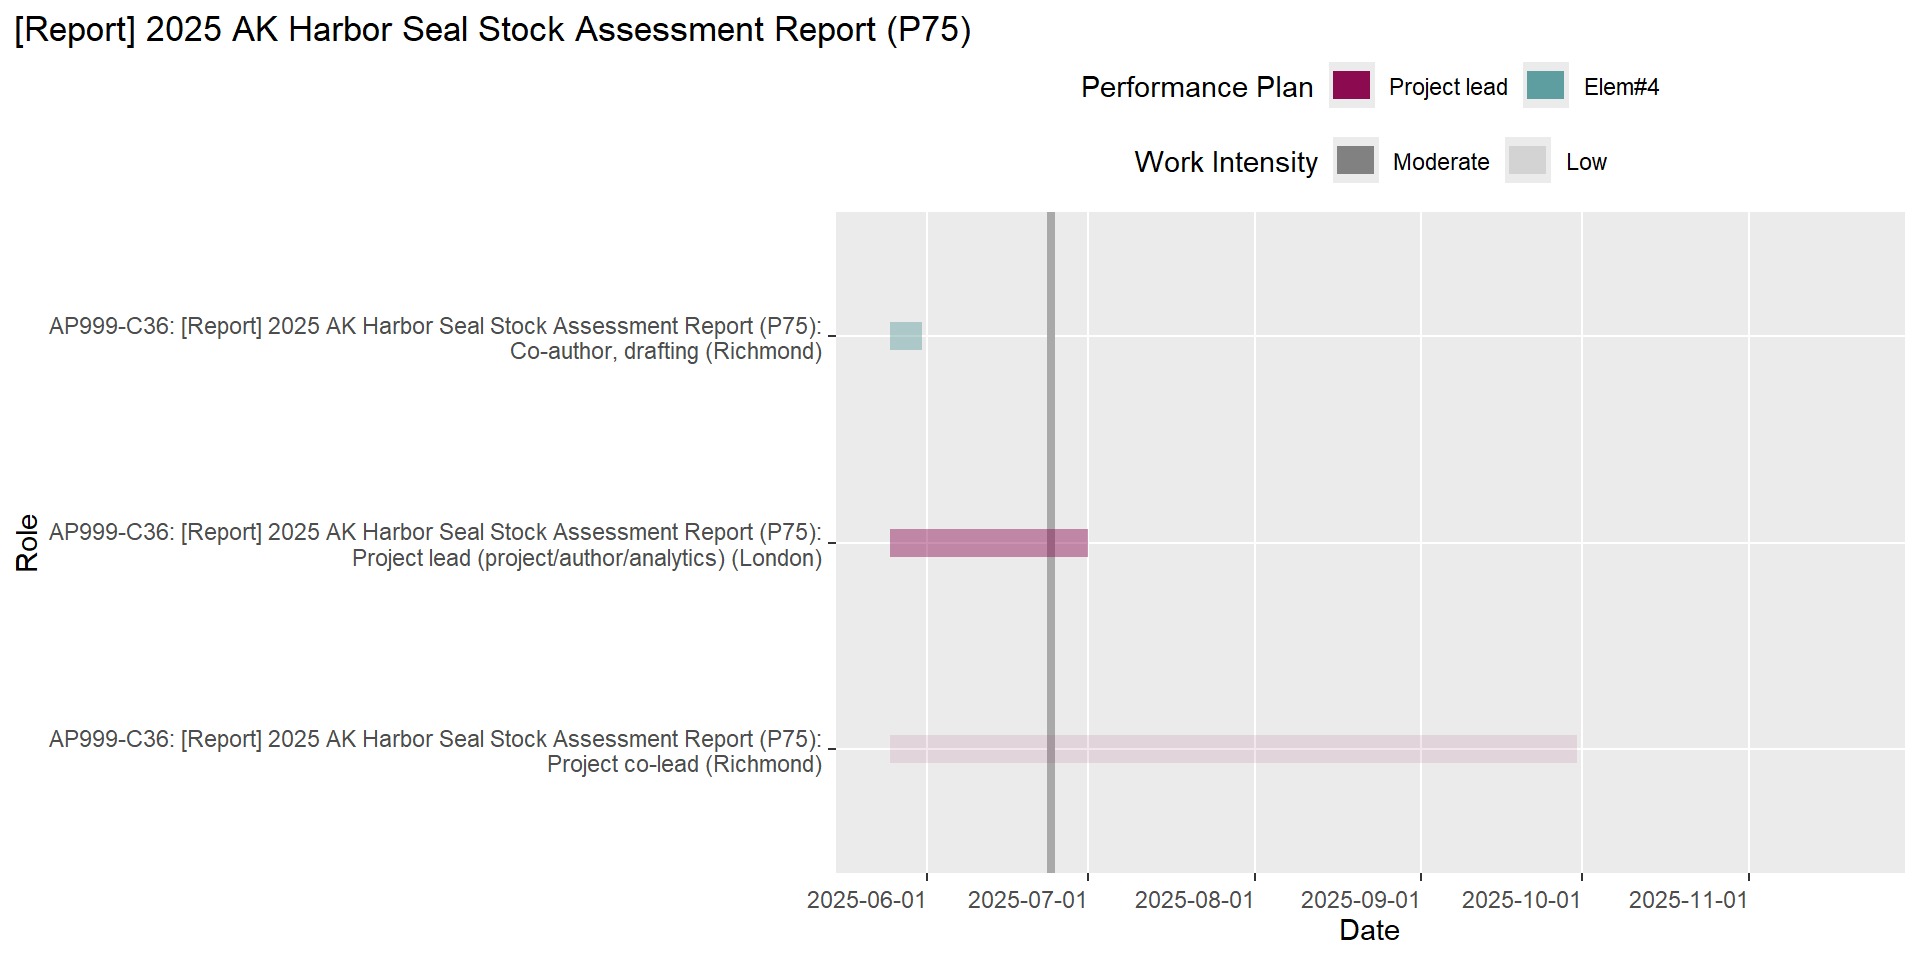 [Report] 2025 AK Harbor Seal Stock Assessment Report (P75)
Performance Plan Project lead Elem#4
Work Intensity Moderate Low
AP999-C36: [Report] 2025 AK Harbor Seal Stock Assessment Report (P75):
Co-author, drafting (Richmond)
Role
AP999-C36: [Report] 2025 AK Harbor Seal Stock Assessment Report (P75):
Project lead (project/author/analytics) (London)
AP999-C36: [Report] 2025 AK Harbor Seal Stock Assessment Report (P75):
Project co-lead (Richmond)
2025-06-01 2025-07-01 2025-08-01 2025-09-01 2025-10-01 2025-11-01
Date